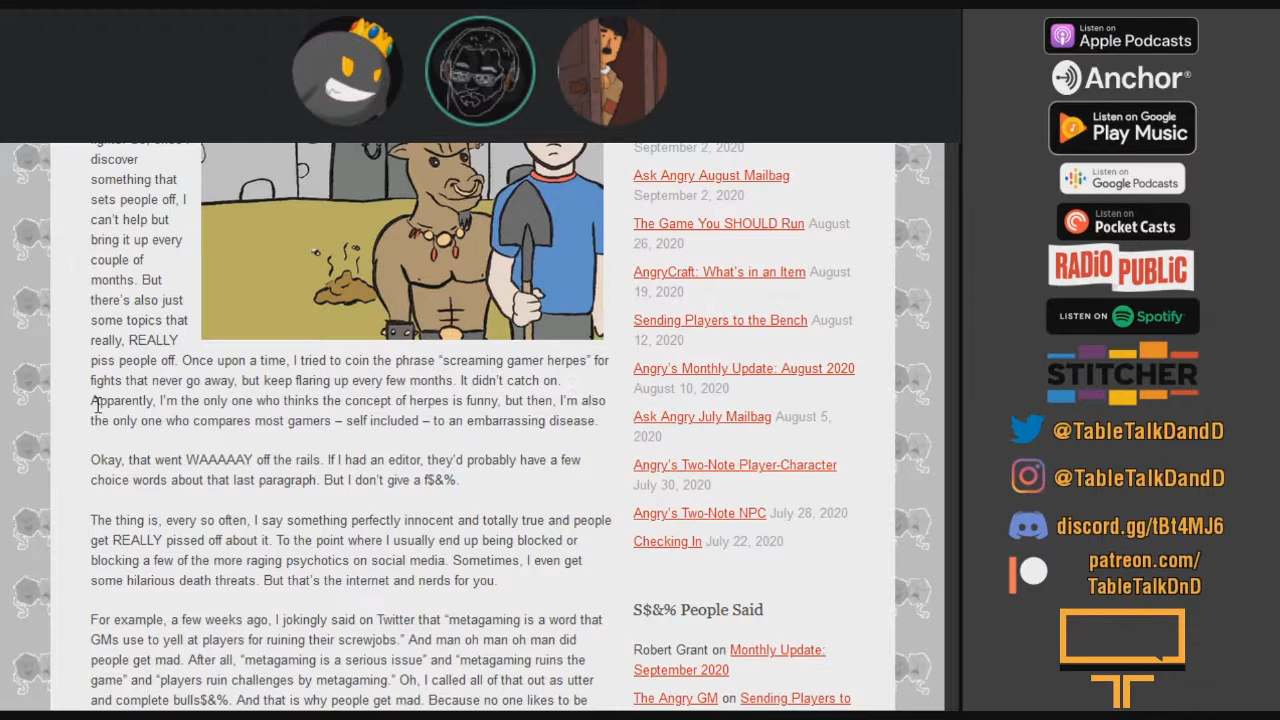 discover
something that
sets people off, I
can't help but
bring it up every
couple of
months. But
there's also just
some topics that
really, REALLY
piss people off. Once upon a time, I tried to coin the phrase “screaming gamer herpes” for
fights that never go away, but keep flaring up every few months. It didn't catch on.
Apparently, I'm the only one who thinks the concept of herpes is funny, but then, I'm also
the only one who compares most gamers – self included – to an embarrassing disease.
Okay, that went WAAAAAY off the rails. If I had an editor, they'd probably have a few
choice words about that last paragraph. But I don't give a f$&%.
The thing is, every so often, I say something perfectly innocent and totally true and people
get REALLY pissed off about it. To the point where I usually end up being blocked or
blocking a few of the more raging psychotics on social media. Sometimes, I even get
some hilarious death threats. But that's the internet and nerds for you.
For example, a few weeks ago, I jokingly said on Twitter that “metagaming is a word that
GMs use to yell at players for ruining their screwjobs.” And man oh man oh man did
people get mad. After all, “metagaming is a serious issue” and “metagaming ruins the
game” and “players ruin challenges by metagaming.” Oh, I called all of that out as utter
and complete bulls$&%. And that is why people get mad. Because no one likes to be
September 2, 2020
Ask Angry August Mailbag
September 2, 2020
The Game You SHOULD Run August
26, 2020
AngryCraft: What's in an Item August
19, 2020
Sending Players to the Bench August
12, 2020
Angry's Monthly Update: August 2020
August 10, 2020
Ask Angry July Mailbag August 5,
2020
Angry's Two-Note Player-Character
July 30, 2020
Angry's Two-Note NPC July 28, 2020
Checking In July 22, 2020
S$&% People Said
Robert Grant on Monthly Update:
September 2020
The Angry GM on Sending Players to
Listen on
Apple Podcasts
Anchor®
Listen on Google
Play Music
Listen on
Google Podcasts
Listen on
Pocket Casts
RADIO PUBLIC
LISTEN ON Spotify
STITCHER
@TableTalkDandD
@TableTalkDandD
discord.gg/tBt4MJ6
patreon.com/
TableTalkDnD